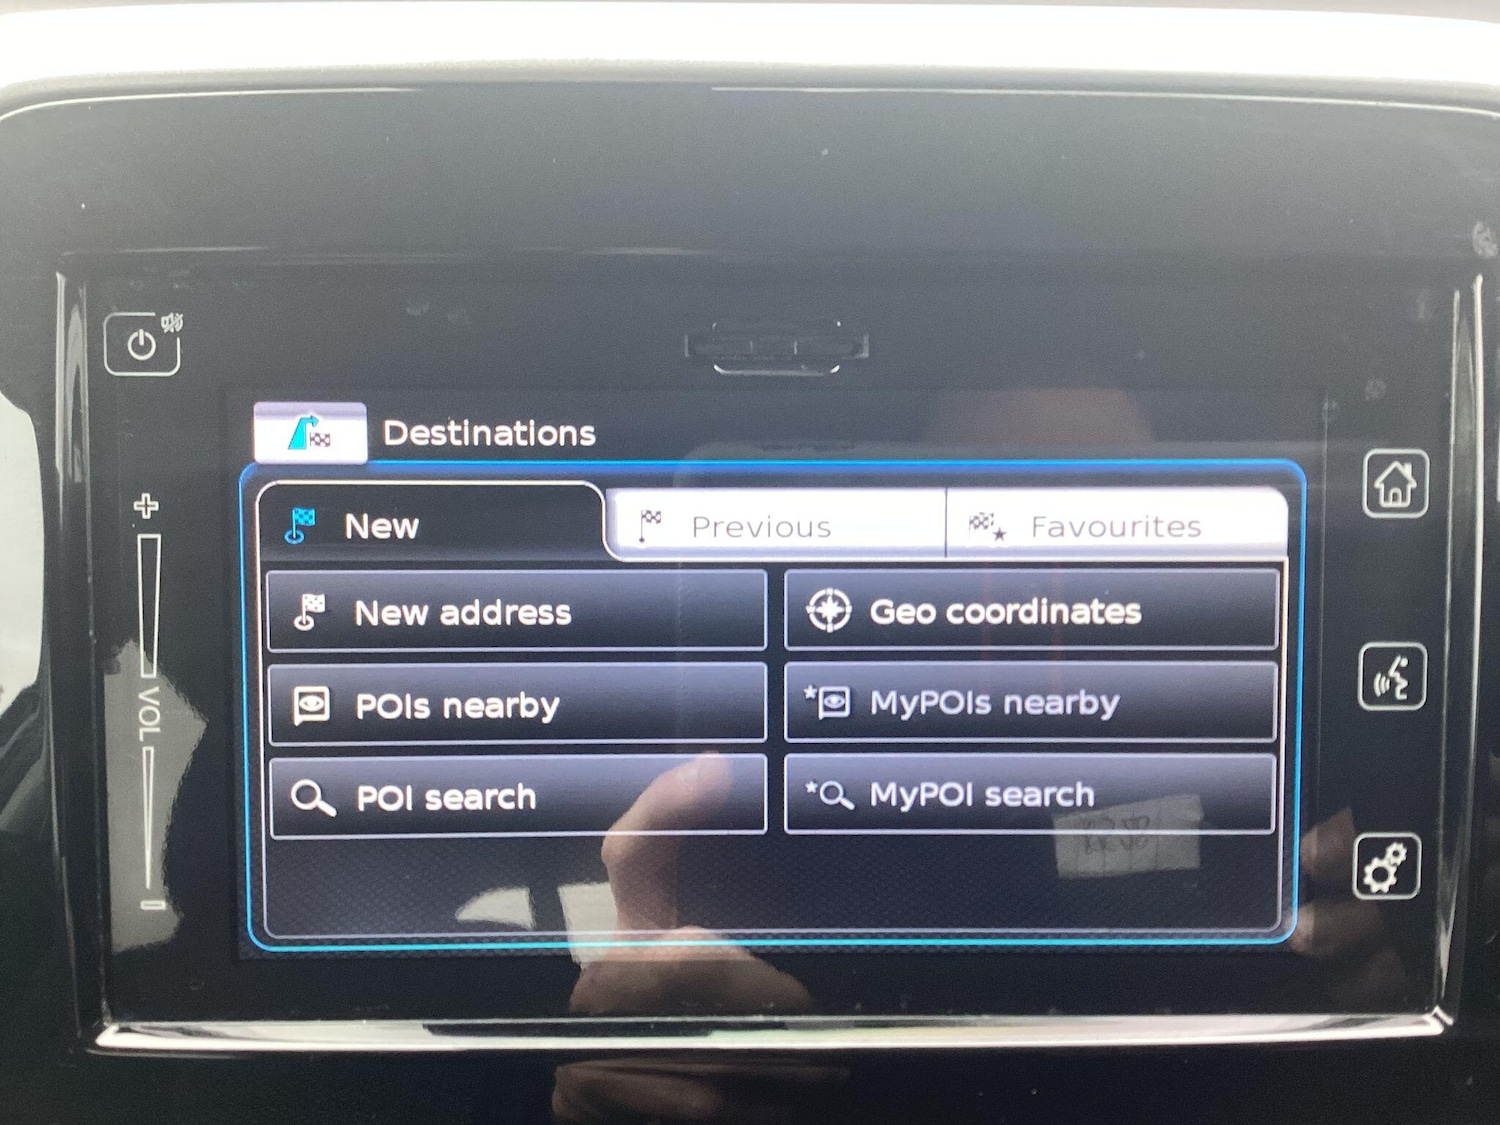 Destinations
New Previous Favourites
New address Geo coordinates
POIs nearby MyPOIs nearby
VOL
POI search MyPOI search